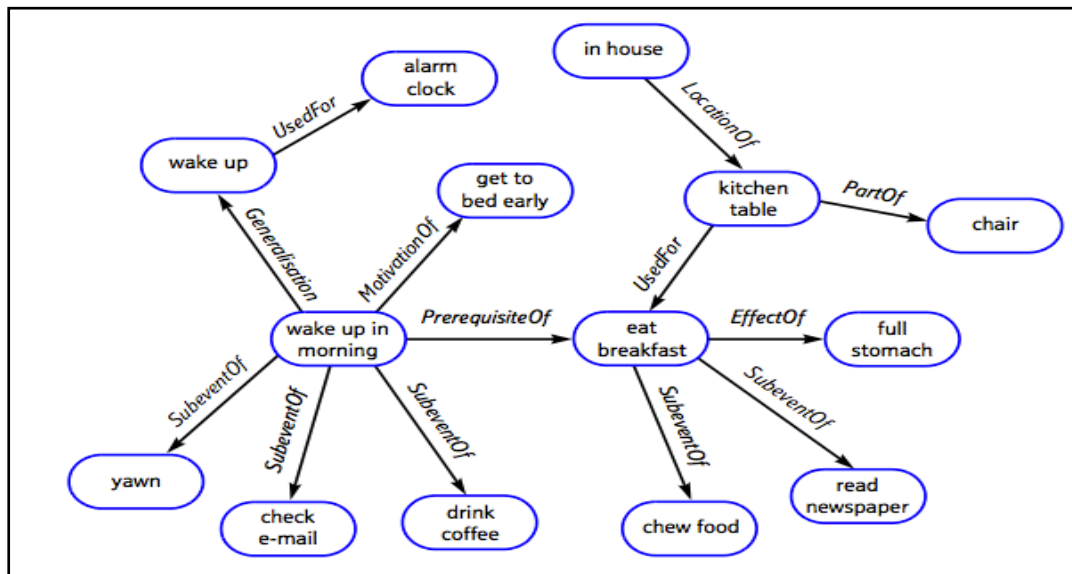 in house
alarm
clock
UsedFor
LocationOf
wake up
get to
bed early
kitchen
table
PartOf
chair
Generalisation
MotivationOf
UsedFor
wake up in
morning
PrerequisiteOf
eat
breakfast
EffectOf
full
stomach
SubeventOf
SubeventOf
SubeventOf
SubeventOf
SubeventOf
yawn
check
e-mail
drink
coffee
chew food
read
newspaper